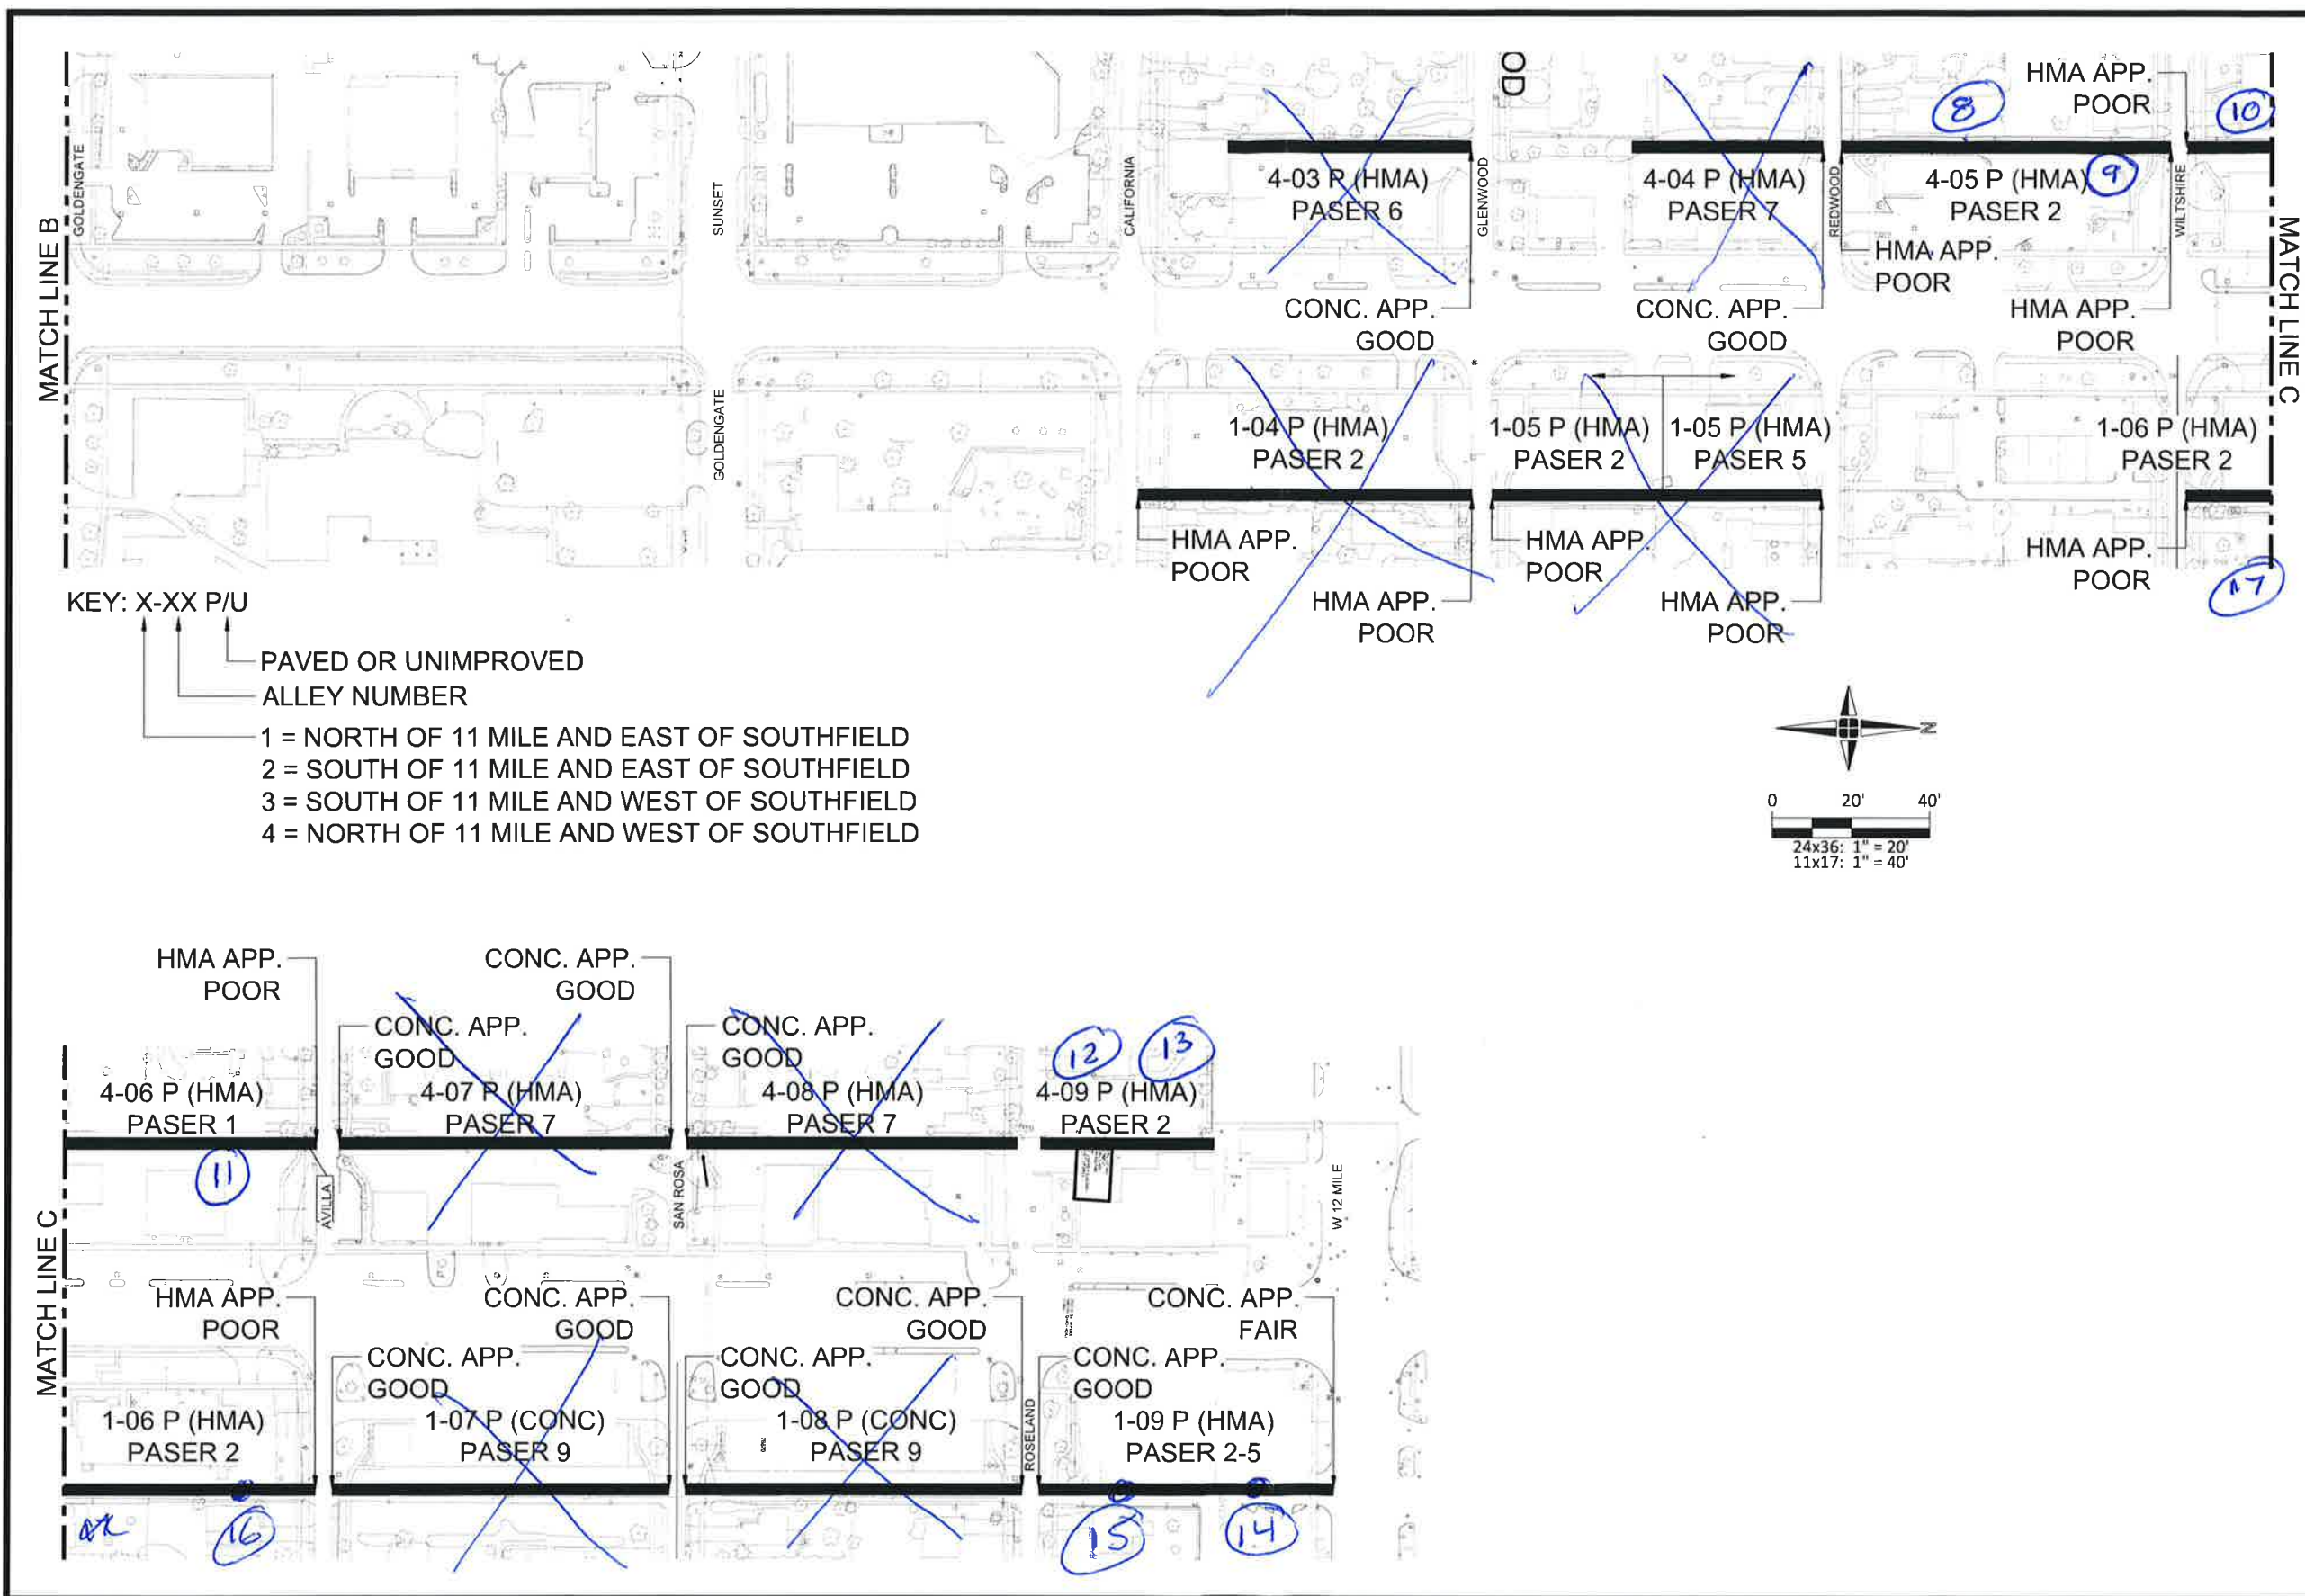 MATCH LINE B
GOLDENGATE
SUNSET
CALIFORNIA
OD
4-03 P (HMA)
PASER 6
GLENWOOD
CONC. APP.
GOOD
4-04 P (HMA)
PASER 7
REDWOOD
CONC. APP.
GOOD
8
4-05 P (HMA)
PASER 2
9
HMA APP.
POOR
HMA APP.
POOR
WILTSHIRE
HMA APP.
POOR
10
MATCH LINE C
GOLDENGATE
1-04 P (HMA)
PASER 2
HMA APP.
POOR
HMA APP.
POOR
1-05 P (HMA)
PASER 2
1-05 P (HMA)
PASER 5
HMA APP.
POOR
HMA APP.
POOR
1-06 P (HMA)
PASER 2
HMA APP.
POOR
17
KEY: X-XX P/U
PAVED OR UNIMPROVED
ALLEY NUMBER
1 = NORTH OF 11 MILE AND EAST OF SOUTHFIELD
2 = SOUTH OF 11 MILE AND EAST OF SOUTHFIELD
3 = SOUTH OF 11 MILE AND WEST OF SOUTHFIELD
4 = NORTH OF 11 MILE AND WEST OF SOUTHFIELD
N
0 20' 40'
24x36: 1" = 20'
11x17: 1" = 40'
MATCH LINE C
HMA APP.
POOR
4-06 P (HMA)
PASER 1
11
AVILLA
CONC. APP.
GOOD
CONC. APP.
GOOD
4-07 P (HMA)
PASER 7
SAN ROSA
CONC. APP.
GOOD
4-08 P (HMA)
PASER 7
12
13
4-09 P (HMA)
PASER 2
W 12 MILE
HMA APP.
POOR
1-06 P (HMA)
PASER 2
16
CONC. APP.
GOOD
CONC. APP.
GOOD
1-07 P (CONC)
PASER 9
CONC. APP.
GOOD
CONC. APP.
GOOD
1-08 P (CONC)
PASER 9
ROSELAND
CONC. APP.
FAIR
CONC. APP.
GOOD
1-09 P (HMA)
PASER 2-5
15
14